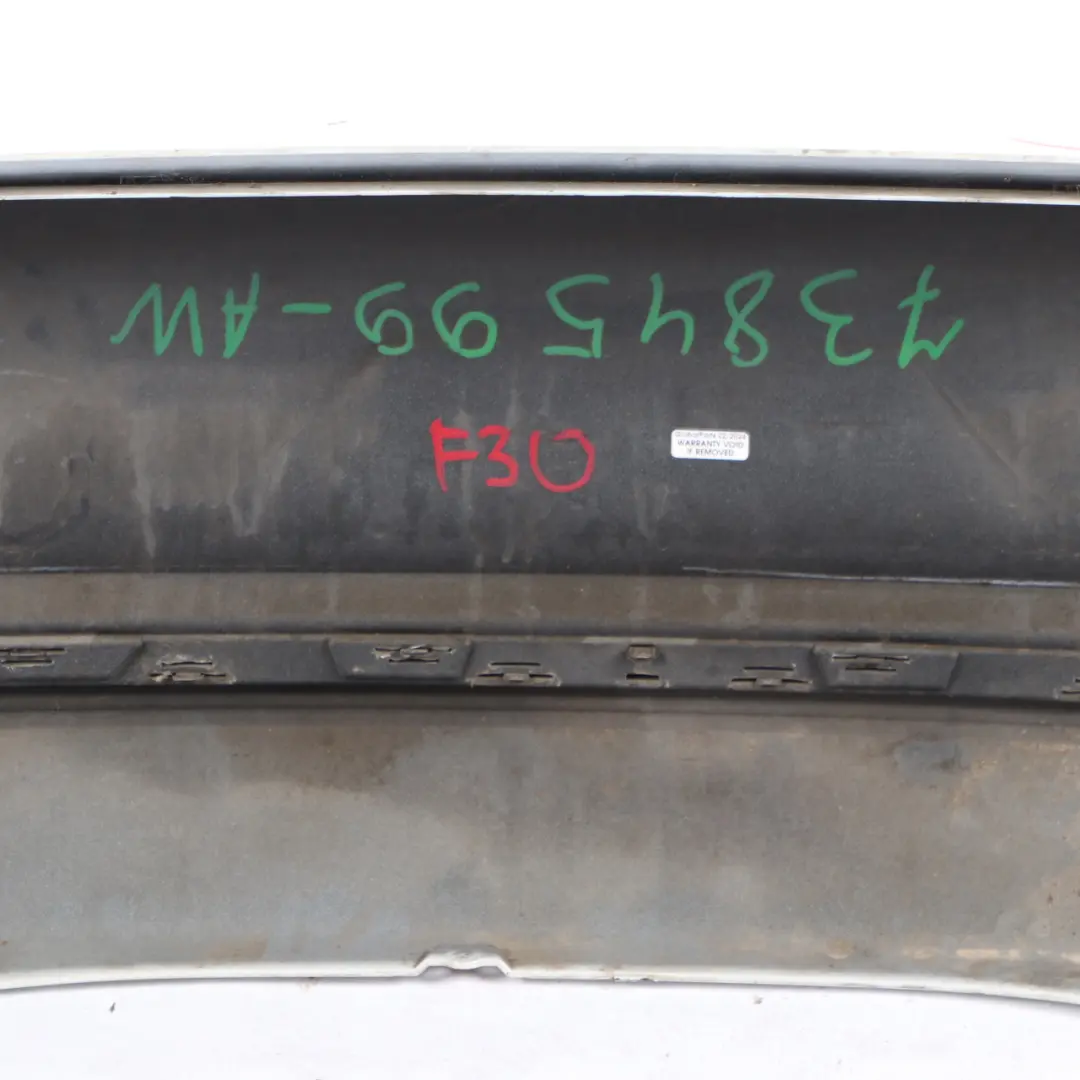 7384599-AW
F30
WARRANTY VOID
IF REMOVED